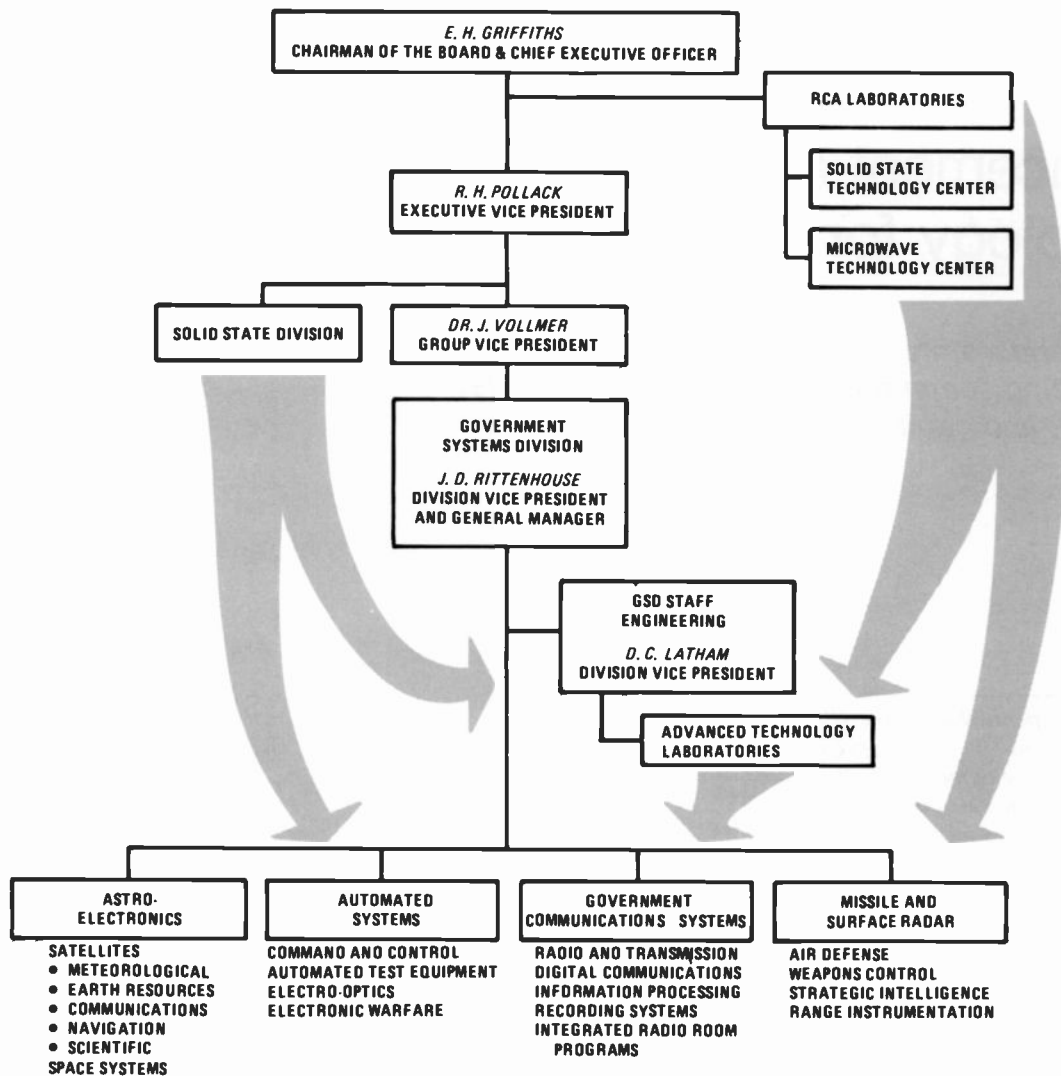 E. H. GRIFFITHS
CHAIRMAN OF THE BOARD & CHIEF EXECUTIVE OFFICER
RCA LABORATORIES
SOLID STATE
TECHNOLOGY CENTER
MICROWAVE
TECHNOLOGY CENTER
R. H. POLLACK
EXECUTIVE VICE PRESIDENT
SOLID STATE DIVISION
DR. J. VOLLMER
GROUP VICE PRESIDENT
GOVERNMENT
SYSTEMS DIVISION
J. D. RITTENHOUSE
DIVISION VICE PRESIDENT
AND GENERAL MANAGER
GSD STAFF
ENGINEERING
D. C. LATHAM
DIVISION VICE PRESIDENT
ADVANCED TECHNOLOGY
LABORATORIES
ASTRO-
ELECTRONICS
SATELLITES
• METEOROLOGICAL
• EARTH RESOURCES
• COMMUNICATIONS
• NAVIGATION
• SCIENTIFIC
SPACE SYSTEMS
AUTOMATED
SYSTEMS
COMMAND AND CONTROL
AUTOMATED TEST EQUIPMENT
ELECTRO-OPTICS
ELECTRONIC WARFARE
GOVERNMENT
COMMUNICATIONS SYSTEMS
RADIO AND TRANSMISSION
DIGITAL COMMUNICATIONS
INFORMATION PROCESSING
RECORDING SYSTEMS
INTEGRATED RADIO ROOM
PROGRAMS
MISSILE AND
SURFACE RADAR
AIR DEFENSE
WEAPONS CONTROL
STRATEGIC INTELLIGENCE
RANGE INSTRUMENTATION